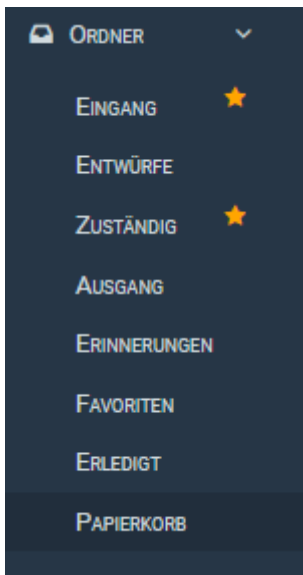 Ordner
Eingang
Entwürfe
Zuständig
Ausgang
Erinnerungen
Favoriten
Erledigt
Papierkorb